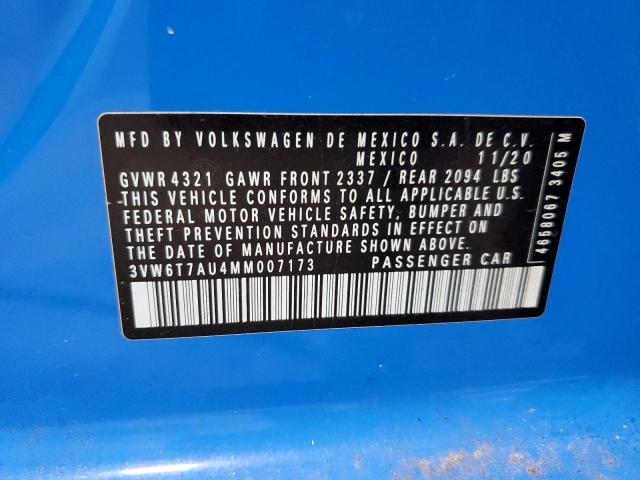 MFD BY VOLKSWAGEN DE MEXICO S.A. DE C.V.
MEXICO 11/20
GVWR 4321 GAWR FRONT 2337 / REAR 2094 LBS
THIS VEHICLE CONFORMS TO ALL APPLICABLE U.S.
FEDERAL MOTOR VEHICLE SAFETY, BUMPER AND
THEFT PREVENTION STANDARDS IN EFFECT ON
THE DATE OF MANUFACTURE SHOWN ABOVE.
3VW6T7AU4MM007173 PASSENGER CAR
4658067 3405 M